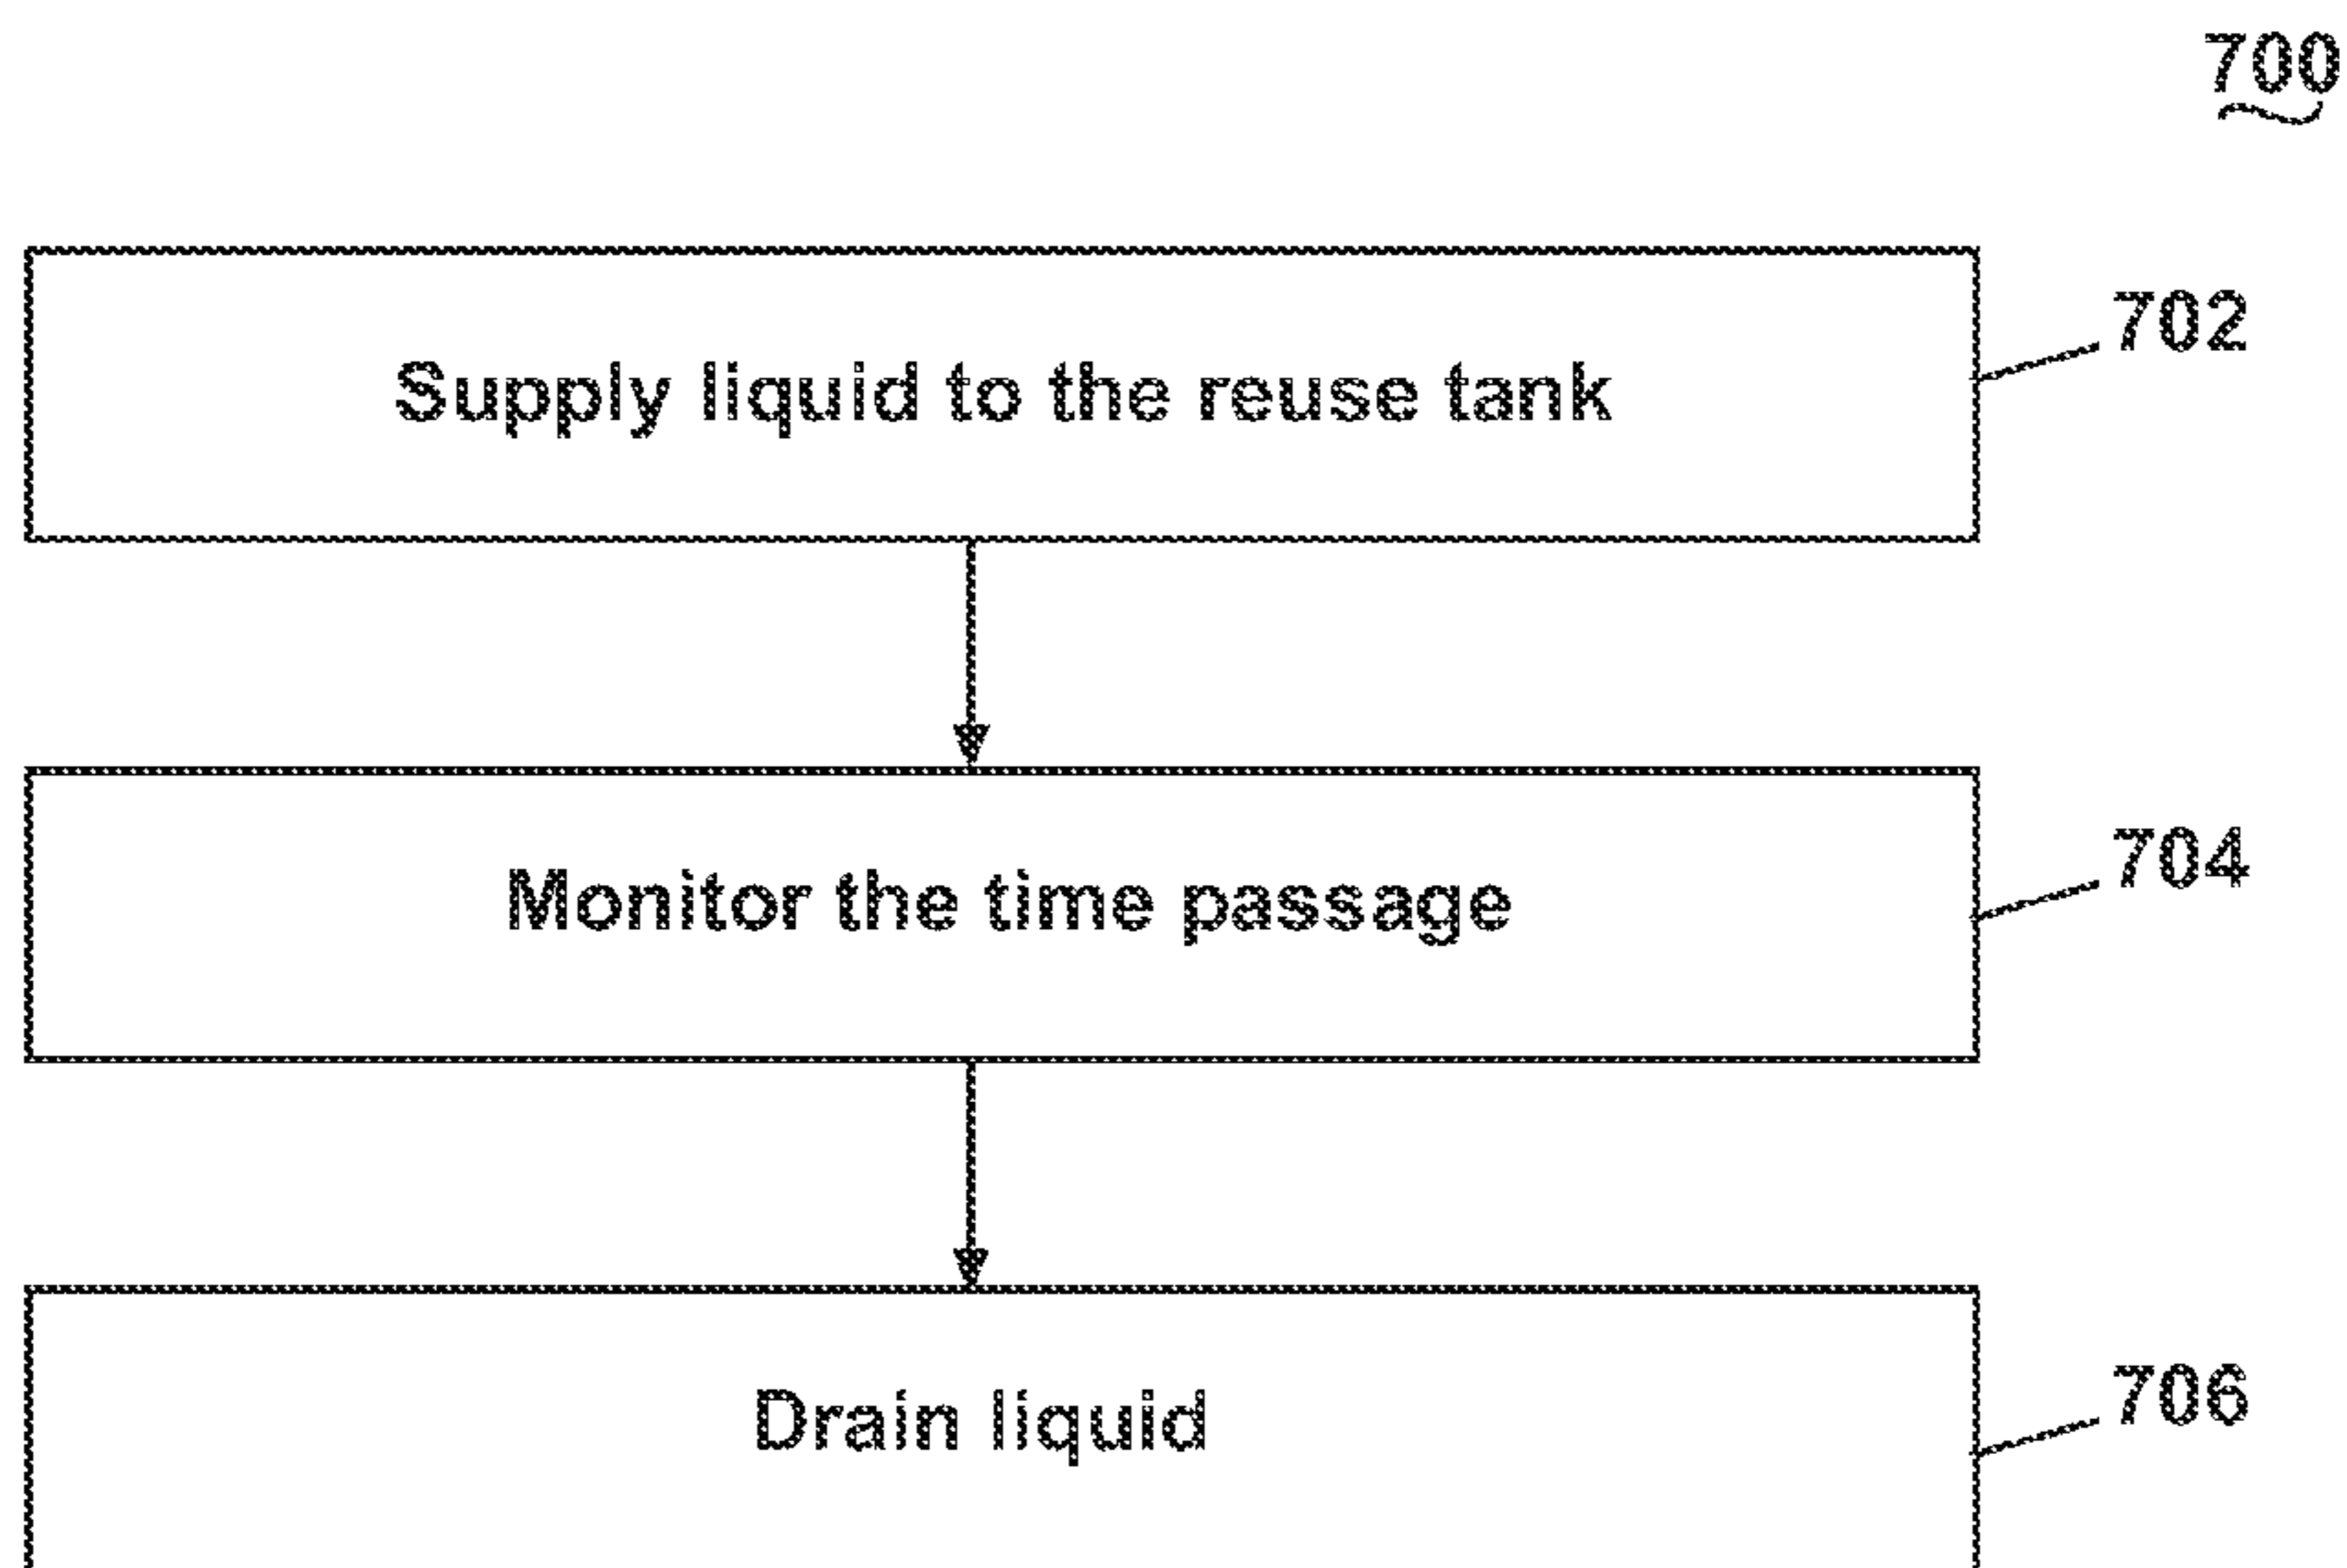 700
Supply liquid to the reuse tank
702
Monitor the time passage
704
Drain liquid
706